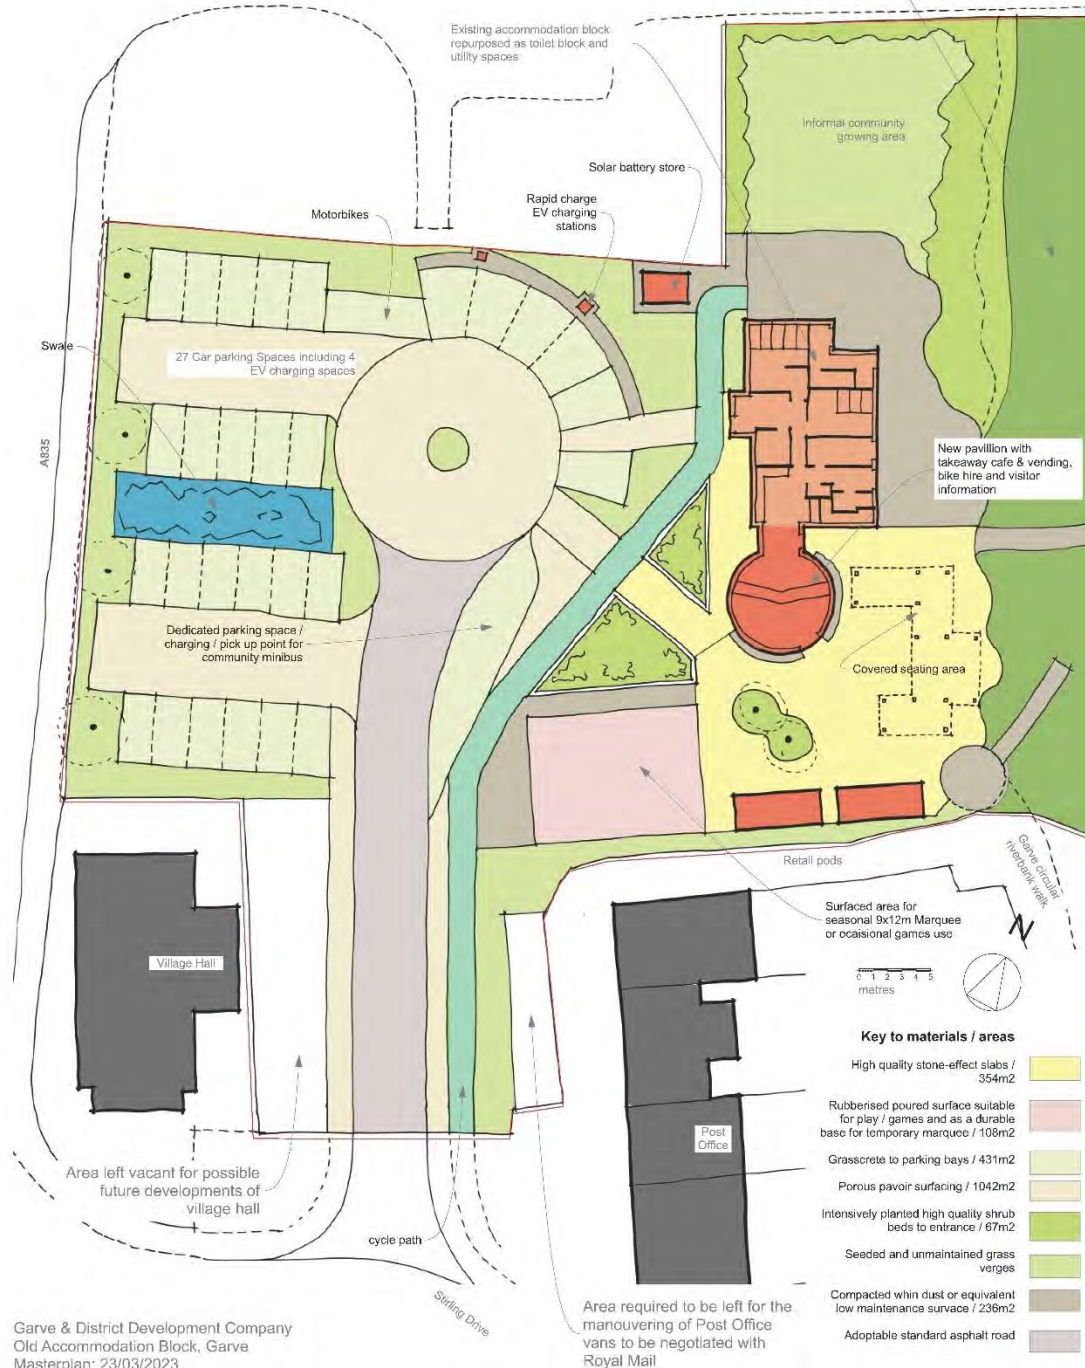 Existing accommodation block
repurposed as toilet block and
utility spaces
Informal community
growing area
Solar battery store
Rapid charge
EV charging
stations
Motorbikes
Swale
27 Car parking Spaces including 4
EV charging spaces
A835
New pavillion with
takeaway cafe & vending,
bike hire and visitor
information
Dedicated parking space /
charging / pick up point for
community minibus
Covered seating area
Retail pods
Garve circular
riverbank walk
Surfaced area for
seasonal 9x12m Marquee
or ocaisional games use
N
0 1 2 3 4 5
metres
Village Hall
Post
Office
Key to materials / areas
High quality stone-effect slabs /
354m2
Rubberised poured surface suitable
for play / games and as a durable
base for temporary marquee / 108m2
Grasscrete to parking bays / 431m2
Porous pavoir surfacing / 1042m2
Intensively planted high quality shrub
beds to entrance / 67m2
Seeded and unmaintained grass
verges
Compacted whin dust or equivalent
low maintenance survace / 236m2
Adoptable standard asphalt road
Area left vacant for possible
future developments of
village hall
cycle path
Stirling Drive
Area required to be left for the
manouvering of Post Office
vans to be negotiated with
Royal Mail
Garve & District Development Company
Old Accommodation Block, Garve
Masterplan: 23/03/2023